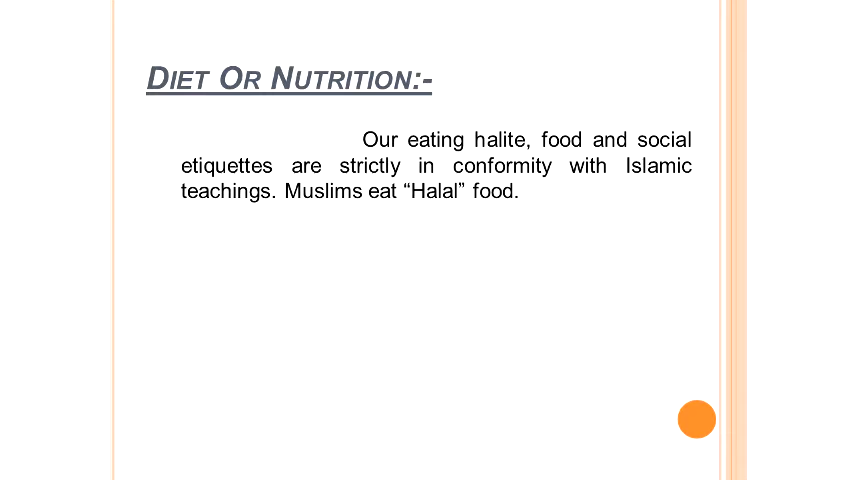 DIET OR NUTRITION:-
Our eating halite, food and social
etiquettes are strictly in conformity with Islamic
teachings. Muslims eat “Halal” food.